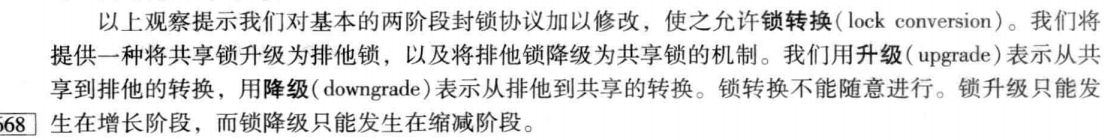 以上观察提示我们对基本的两阶段封锁协议加以修改，使之允许锁转换(lock conversion)。我们将
提供一种将共享锁升级为排他锁，以及将排他锁降级为共享锁的机制。我们用升级(upgrade)表示从共
享到排他的转换，用降级(downgrade)表示从排他到共享的转换。锁转换不能随意进行。锁升级只能发
668 生在增长阶段，而锁降级只能发生在缩减阶段。